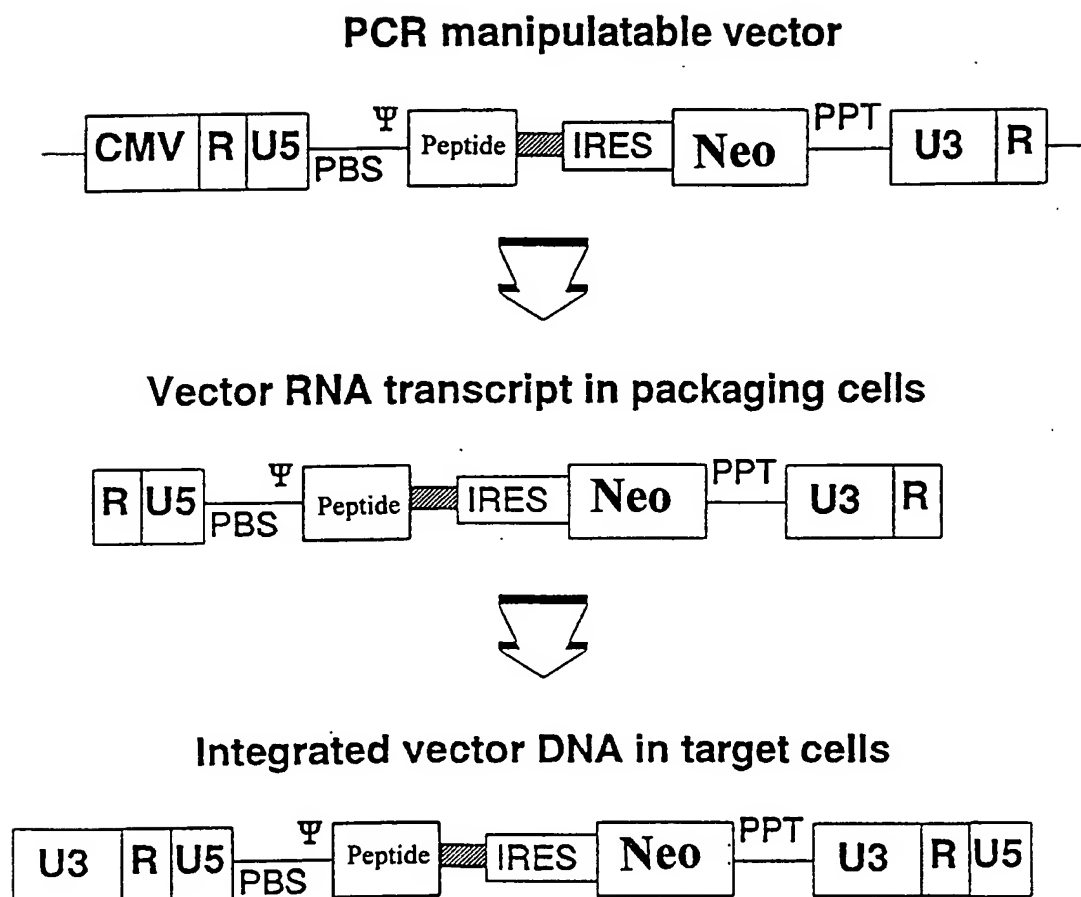 PCR manipulatable vector
CMV R U5 PBS Ψ Peptide IRES Neo PPT U3 R
Vector RNA transcript in packaging cells
R U5 PBS Ψ Peptide IRES Neo PPT U3 R
Integrated vector DNA in target cells
U3 R U5 PBS Ψ Peptide IRES Neo PPT U3 R U5